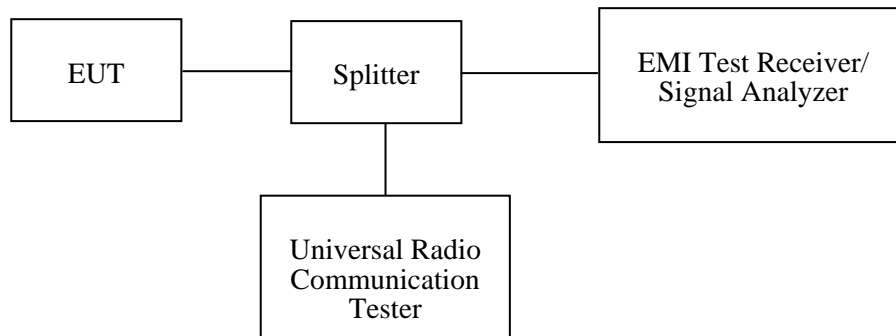 EUT
Splitter
EMI Test Receiver/
Signal Analyzer
Universal Radio
Communication
Tester